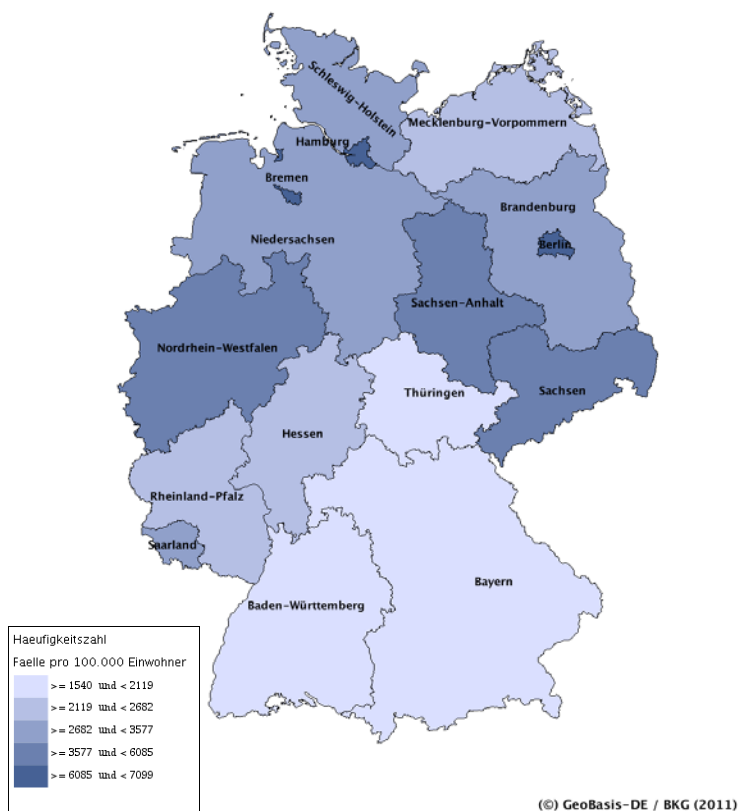 Schleswig-Holstein
Mecklenburg-Vorpommern
Hamburg
Bremen
Brandenburg
Niedersachsen
Berlin
Sachsen-Anhalt
Nordrhein-Westfalen
Thüringen
Sachsen
Hessen
Rheinland-Pfalz
Saarland
Bayern
Baden-Württemberg
Haeufigkeitszahl
Faelle pro 100.000 Einwohner
>= 1540 und < 2119
>= 2119 und < 2682
>= 2682 und < 3577
>= 3577 und < 6085
>= 6085 und < 7099
(©) GeoBasis-DE / BKG (2011)